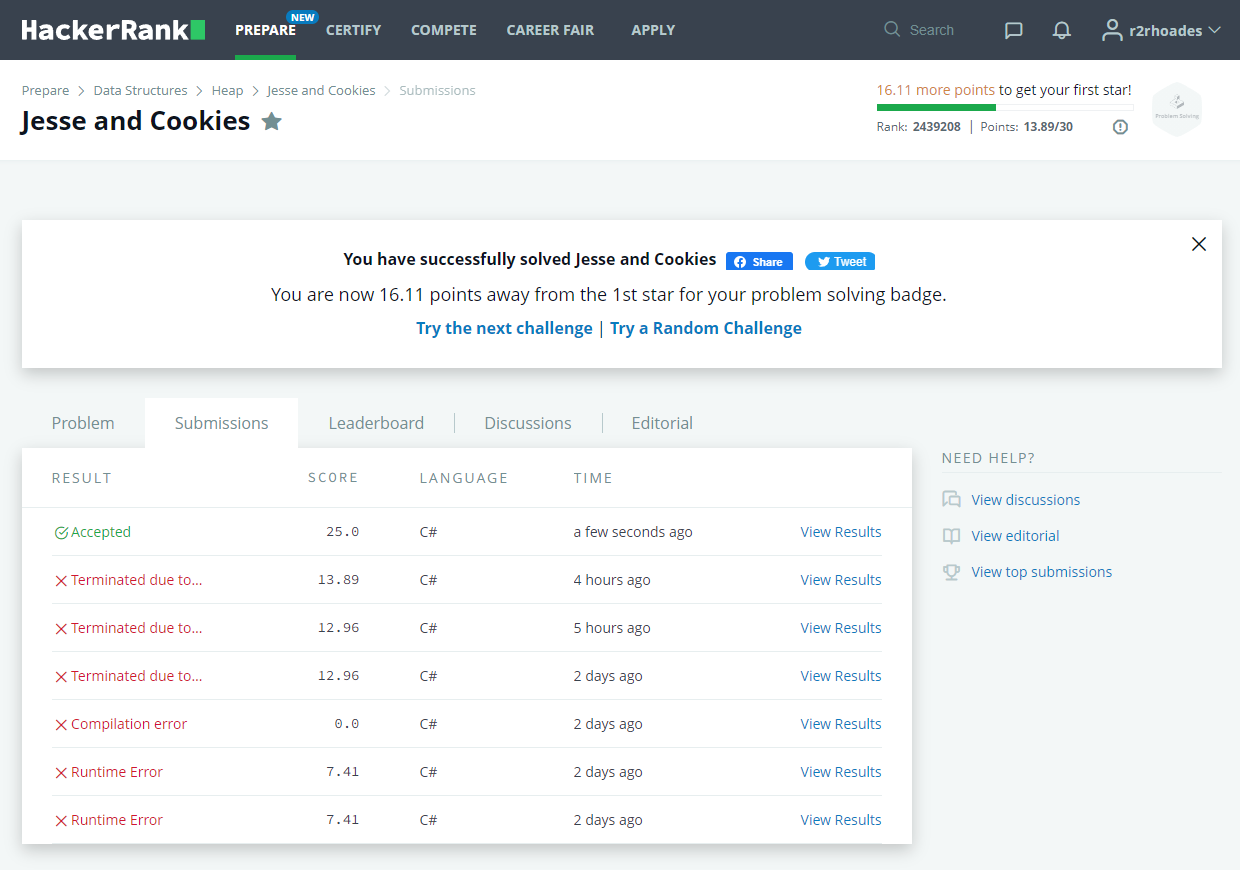 HackerRank PREPARE NEW CERTIFY COMPETE CAREER FAIR APPLY Search r2rhoades
Prepare Data Structures Heap Jesse and Cookies Submissions
Jesse and Cookies
16.11 more points to get your first star!
Rank: 2439208 | Points: 13.89/30
Problem Solving
You have successfully solved Jesse and Cookies Share Tweet
You are now 16.11 points away from the 1st star for your problem solving badge.
Try the next challenge | Try a Random Challenge
Problem Submissions Leaderboard Discussions Editorial
RESULT SCORE LANGUAGE TIME
Accepted 25.0 C# a few seconds ago View Results
Terminated due to... 13.89 C# 4 hours ago View Results
Terminated due to... 12.96 C# 5 hours ago View Results
Terminated due to... 12.96 C# 2 days ago View Results
Compilation error 0.0 C# 2 days ago View Results
Runtime Error 7.41 C# 2 days ago View Results
Runtime Error 7.41 C# 2 days ago View Results
NEED HELP?
View discussions
View editorial
View top submissions